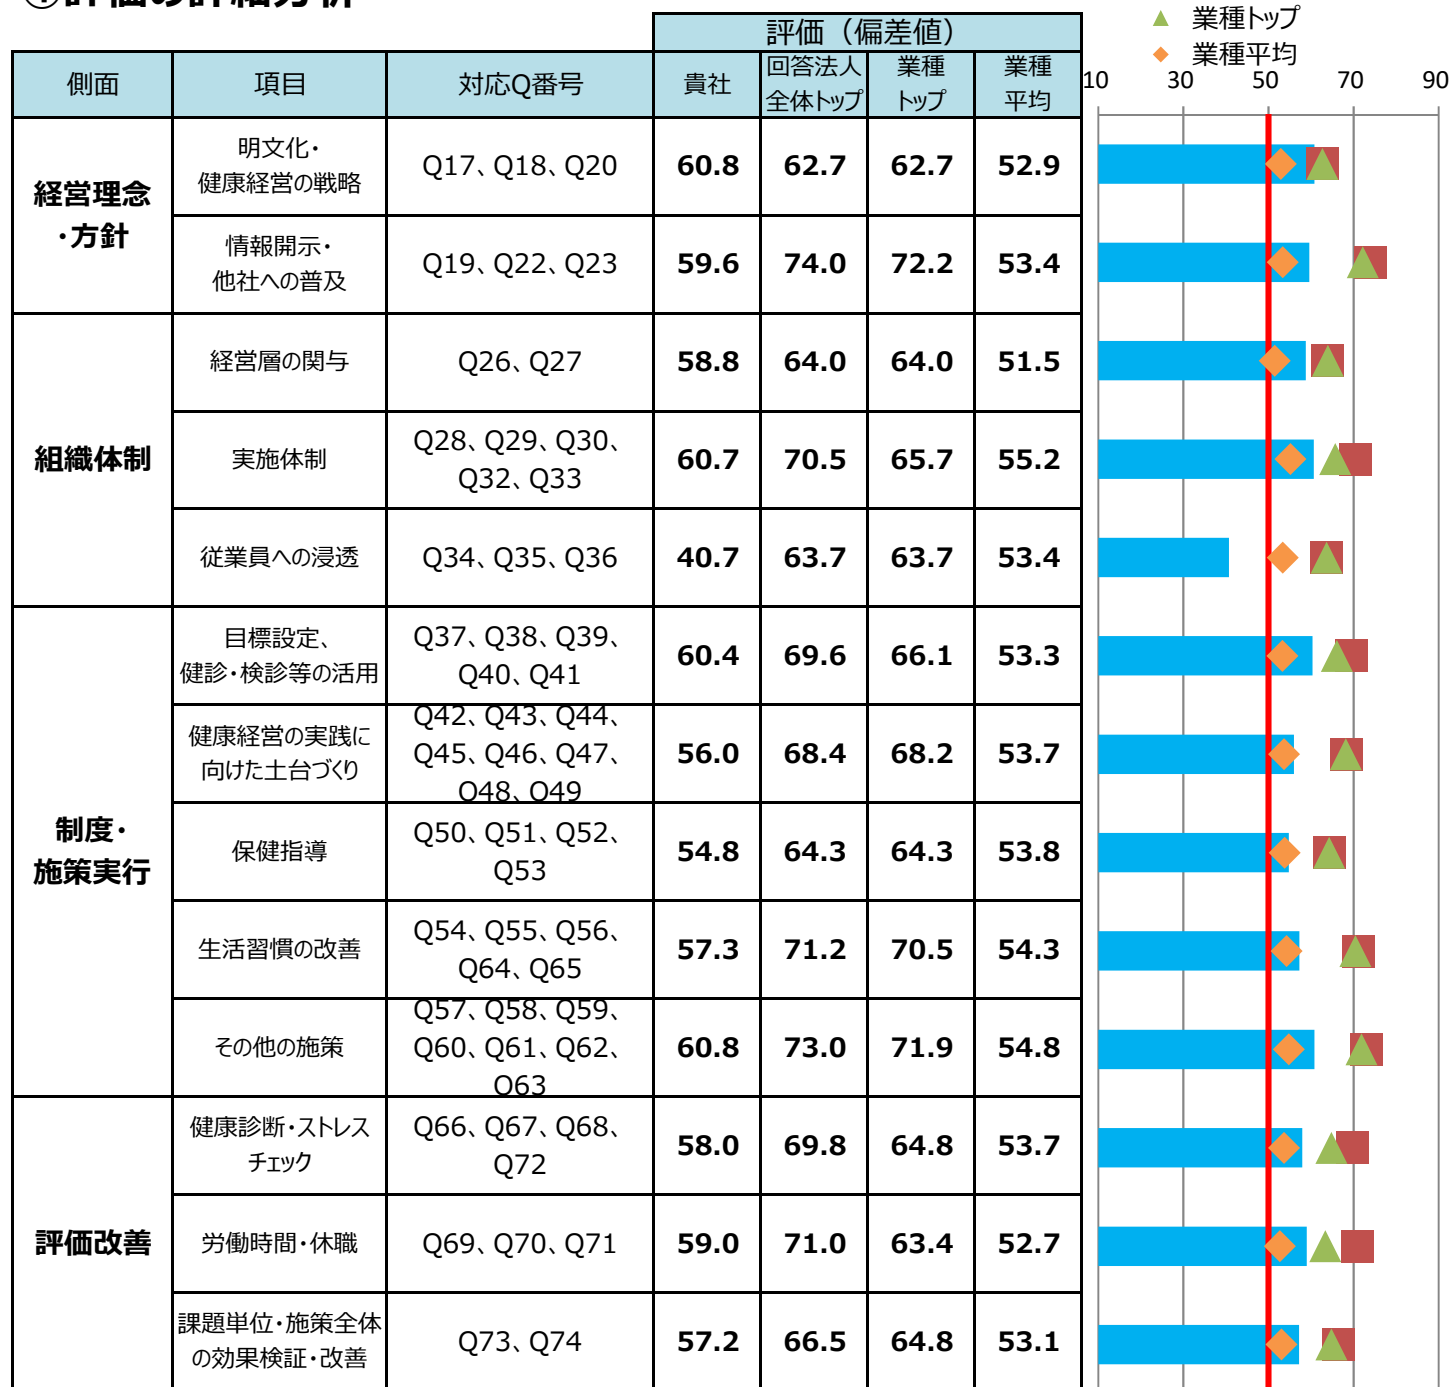 ①評価の詳細分析
▲ 業種トップ
◆ 業種平均
評価（偏差値）
側面 項目 対応Q番号 貴社 回答法人 業種 業種
全体トップ トップ 平均
10 30 50 70 90
経営理念
・方針
明文化・
健康経営の戦略
Q17、Q18、Q20 60.8 62.7 62.7 52.9
情報開示・
他社への普及
Q19、Q22、Q23 59.6 74.0 72.2 53.4
組織体制
経営層の関与 Q26、Q27 58.8 64.0 64.0 51.5
実施体制
Q28、Q29、Q30、
Q32、Q33
60.7 70.5 65.7 55.2
従業員への浸透 Q34、Q35、Q36 40.7 63.7 63.7 53.4
制度・
施策実行
目標設定、
健診・検診等の活用
Q37、Q38、Q39、
Q40、Q41
60.4 69.6 66.1 53.3
健康経営の実践に
向けた土台づくり
Q42、Q43、Q44、
Q45、Q46、Q47、
Q48、Q49
56.0 68.4 68.2 53.7
保健指導
Q50、Q51、Q52、
Q53
54.8 64.3 64.3 53.8
生活習慣の改善
Q54、Q55、Q56、
Q64、Q65
57.3 71.2 70.5 54.3
その他の施策
Q57、Q58、Q59、
Q60、Q61、Q62、
Q63
60.8 73.0 71.9 54.8
評価改善
健康診断・ストレス
チェック
Q66、Q67、Q68、
Q72
58.0 69.8 64.8 53.7
労働時間・休職 Q69、Q70、Q71 59.0 71.0 63.4 52.7
課題単位・施策全体
の効果検証・改善
Q73、Q74 57.2 66.5 64.8 53.1